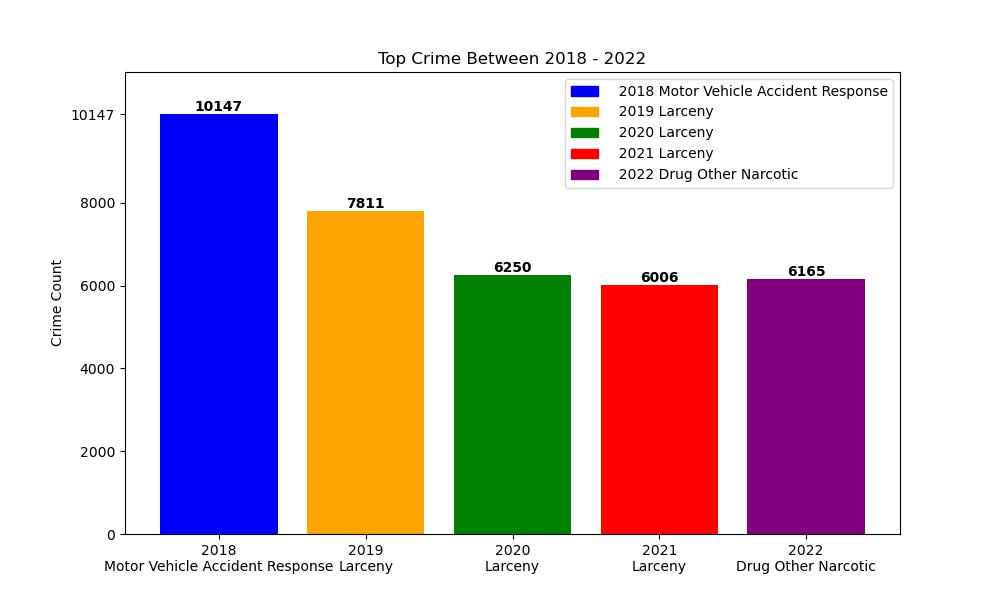 Top Crime Between 2018 - 2022
2018 Motor Vehicle Accident Response
2019 Larceny
2020 Larceny
2021 Larceny
2022 Drug Other Narcotic
Crime Count
10147
8000
6000
4000
2000
0
10147
7811
6250
6006
6165
2018
Motor Vehicle Accident Response
2019
Larceny
2020
Larceny
2021
Larceny
2022
Drug Other Narcotic